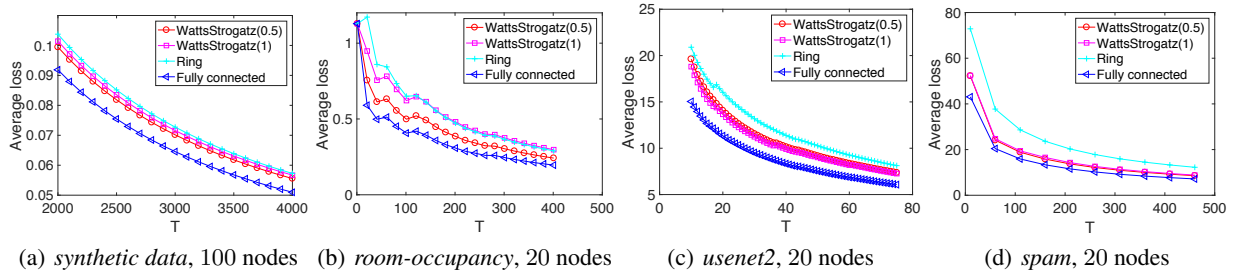 0.1
0.09
0.08
0.07
0.06
0.05
2000
2500
3000
3500
4000
Average loss
T
WattsStrogatz(0.5)
WattsStrogatz(1)
Ring
Fully connected
(a) synthetic data, 100 nodes
1
0.5
0
0
100
200
300
400
500
Average loss
T
WattsStrogatz(0.5)
WattsStrogatz(1)
Ring
Fully connected
(b) room-occupancy, 20 nodes
25
20
15
10
5
0
20
40
60
80
Average loss
T
WattsStrogatz(0.5)
WattsStrogatz(1)
Ring
Fully connected
(c) usenet2, 20 nodes
80
60
40
20
0
0
100
200
300
400
500
Average loss
T
WattsStrogatz(0.5)
WattsStrogatz(1)
Ring
Fully connected
(d) spam, 20 nodes